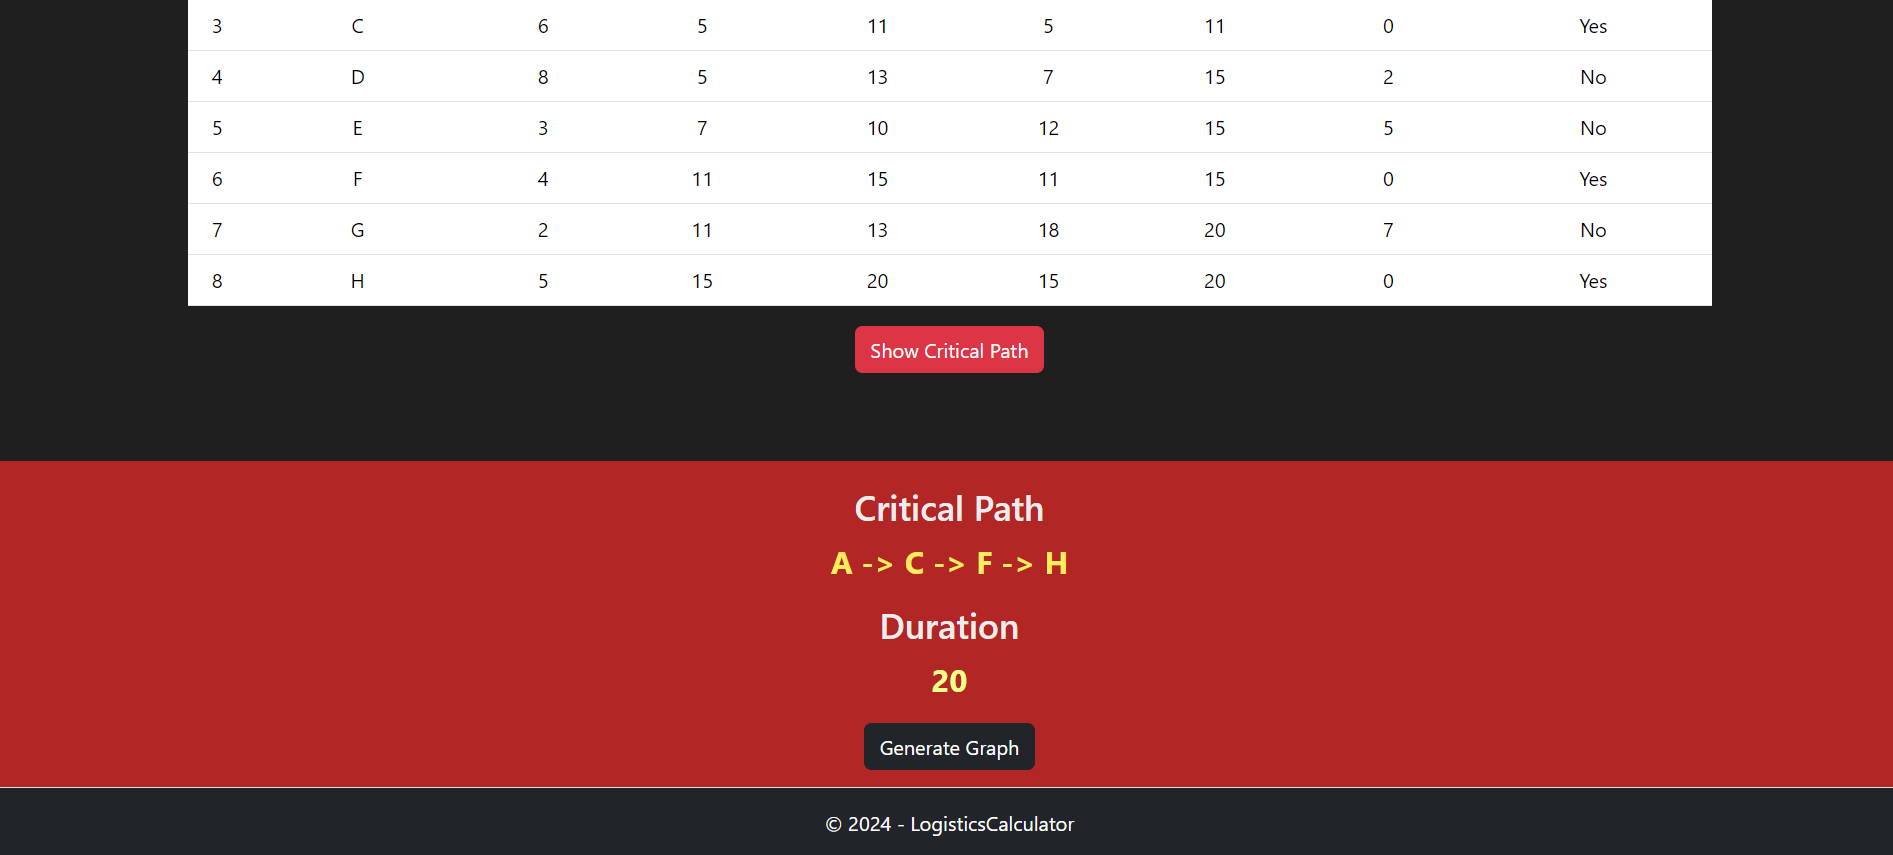 3 C 6 5 11 5 11 0 Yes
4 D 8 5 13 7 15 2 No
5 E 3 7 10 12 15 5 No
6 F 4 11 15 11 15 0 Yes
7 G 2 11 13 18 20 7 No
8 H 5 15 20 15 20 0 Yes
Show Critical Path
Critical Path
A -> C -> F -> H
Duration
20
Generate Graph
© 2024 - LogisticsCalculator